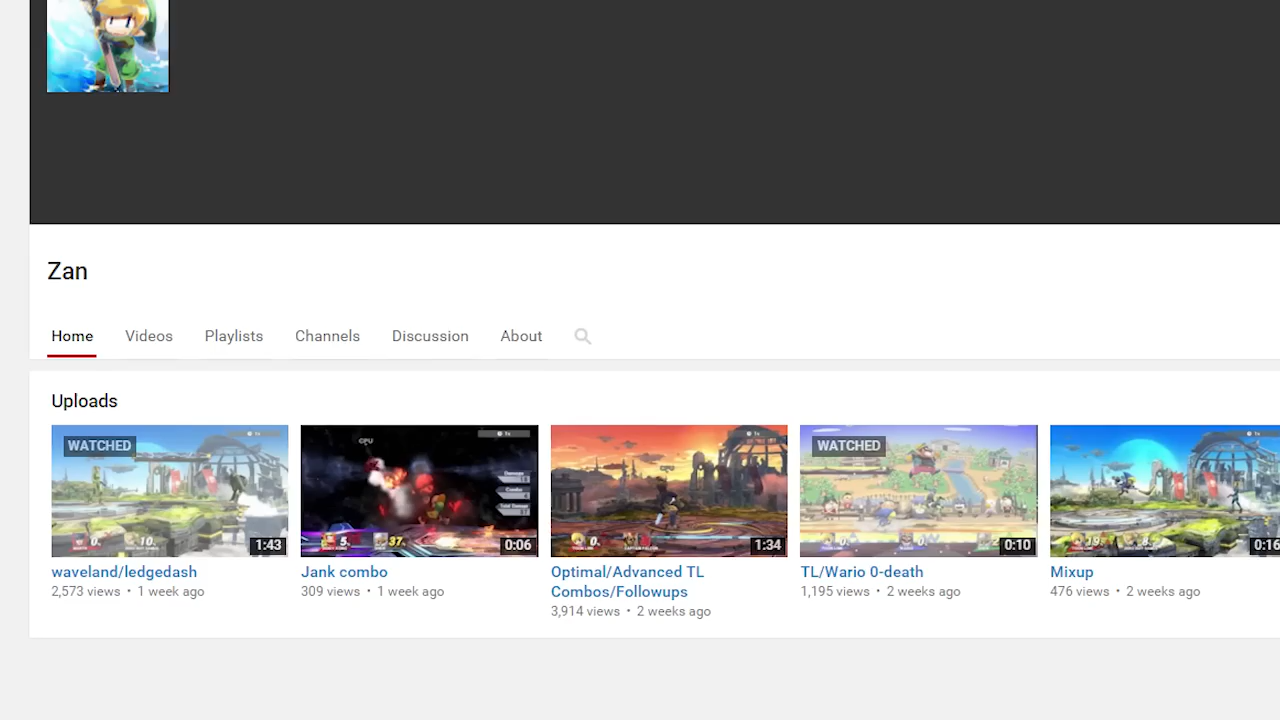 Zan
Home Videos Playlists Channels Discussion About
Uploads
WATCHED
1:43
CPU
37
0:06
1:34
WATCHED
0:10
0:16
waveland/ledgedash
2,573 views • 1 week ago
Jank combo
309 views • 1 week ago
Optimal/Advanced TL
Combos/Followups
3,914 views • 2 weeks ago
TL/Wario 0-death
1,195 views • 2 weeks ago
Mixup
476 views • 2 weeks ago